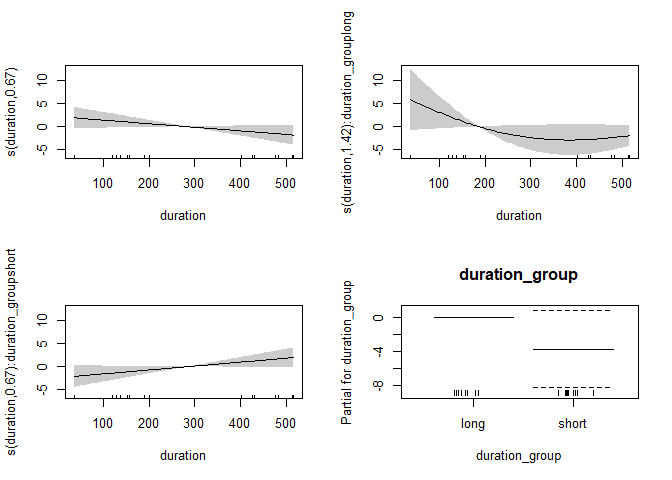 s(duration,0.67)
10
5
0
-5
100
200
300
400
500
duration
s(duration,1.42):duration_grouplong
10
5
0
-5
100
200
300
400
500
duration
s(duration,0.67):duration_groupshort
10
5
0
-5
100
200
300
400
500
duration
duration_group
Partial for duration_group
0
-4
-8
long
short
duration_group